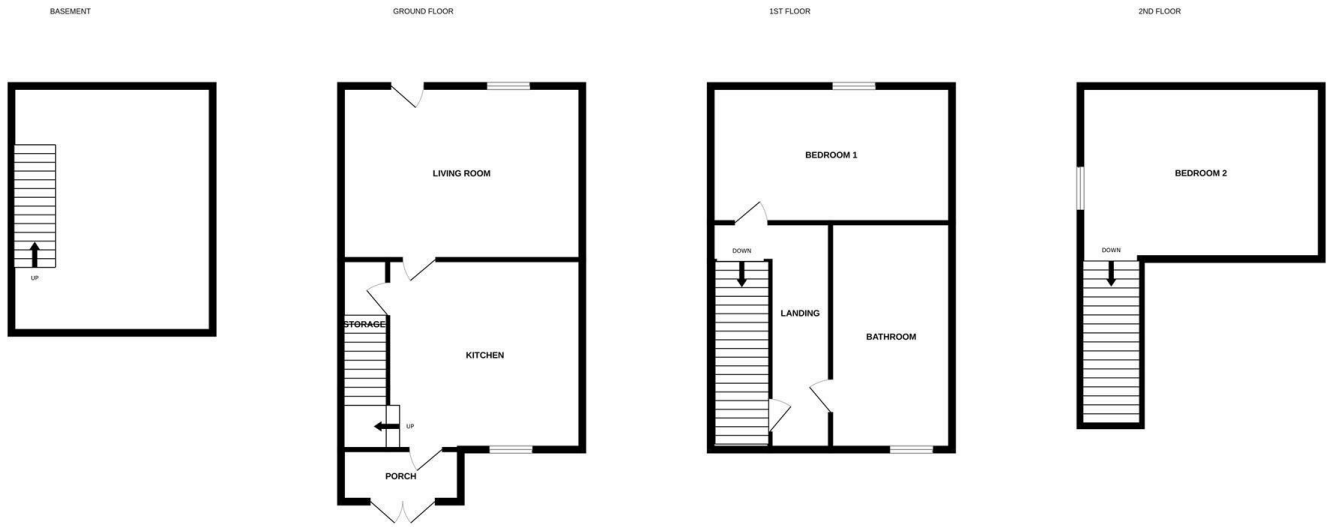 BASEMENT
UP
GROUND FLOOR
LIVING ROOM
STORAGE
KITCHEN
UP
PORCH
1ST FLOOR
BEDROOM 1
DOWN
LANDING
BATHROOM
2ND FLOOR
BEDROOM 2
DOWN